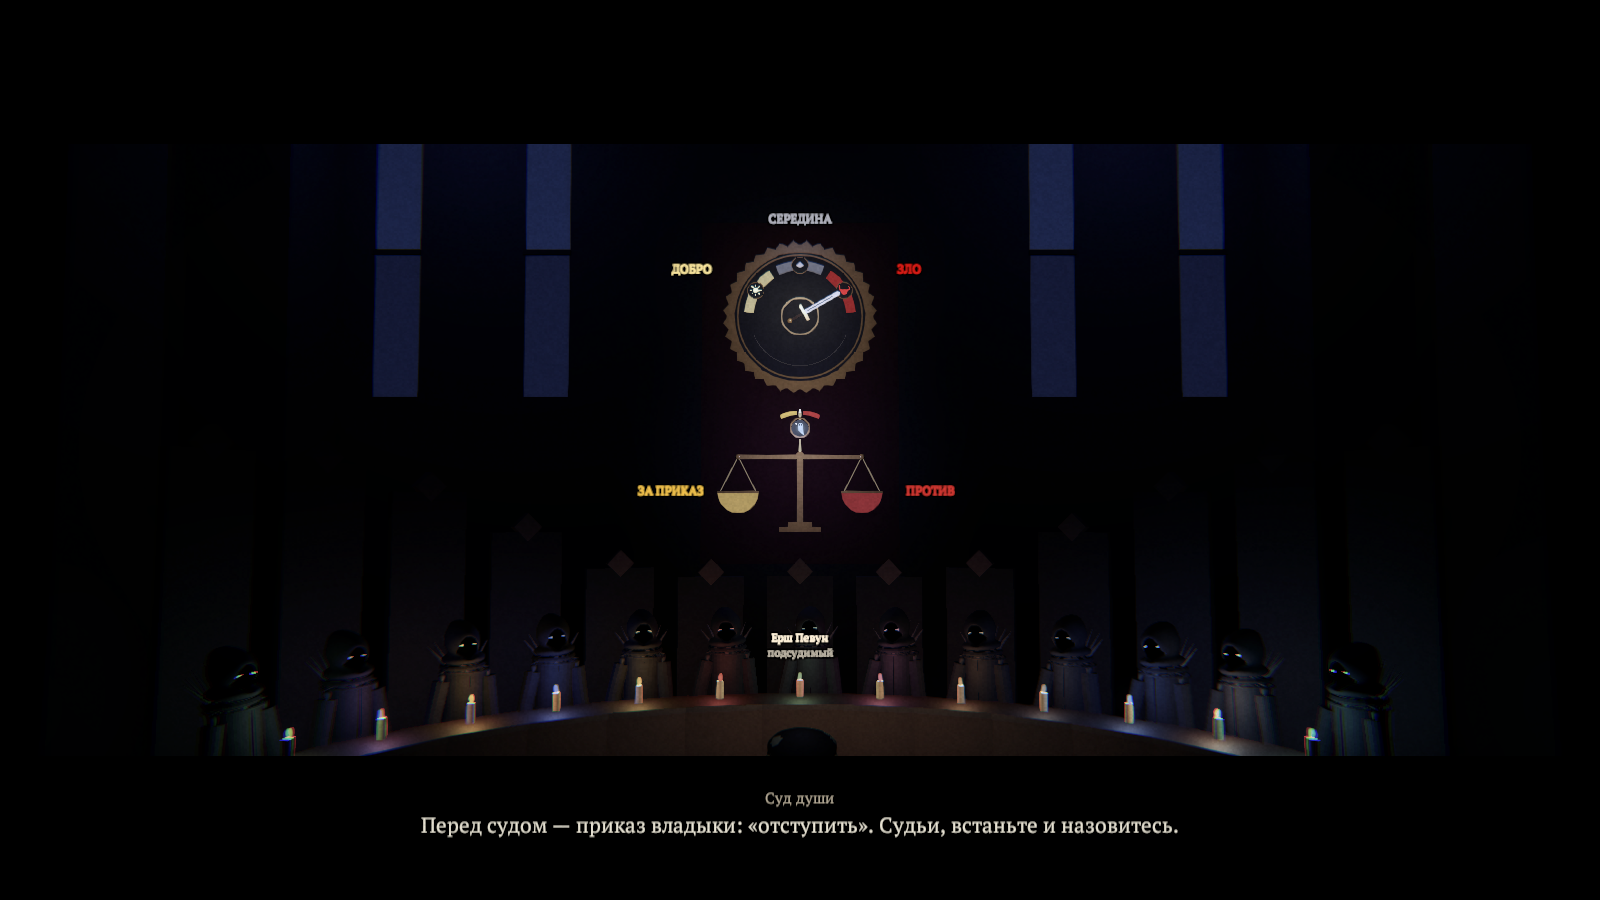 СЕРЕДИНА
ДОБРО
ЗЛО
ЗА ПРИКАЗ
ПРОТИВ
Ерш Певун
подсудимый
Суд души
Перед судом — приказ владыки: «отступить». Судьи, встаньте и назовитесь.